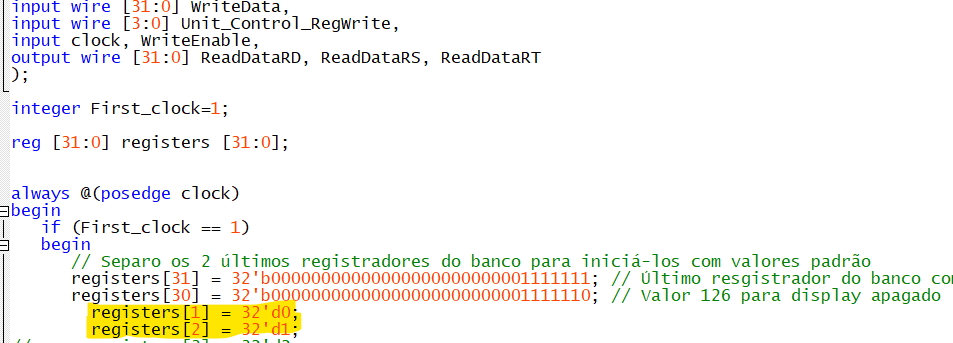 input wire [31:0] WriteData,
input wire [3:0] Unit_Control_RegWrite,
input clock, WriteEnable,
output wire [31:0] ReadDataRD, ReadDataRS, ReadDataRT
);
integer First_clock=1;
reg [31:0] registers [31:0];
always @(posedge clock)
begin
if (First_clock == 1)
begin
// Separo os 2 últimos registradores do banco para iniciá-los com valores padrão
registers[31] = 32'b00000000000000000000000001111111; // Último resgistrador do banco com
registers[30] = 32'b00000000000000000000000001111110; // Valor 126 para display apagado
registers[1] = 32'd0;
registers[2] = 32'd1;
//